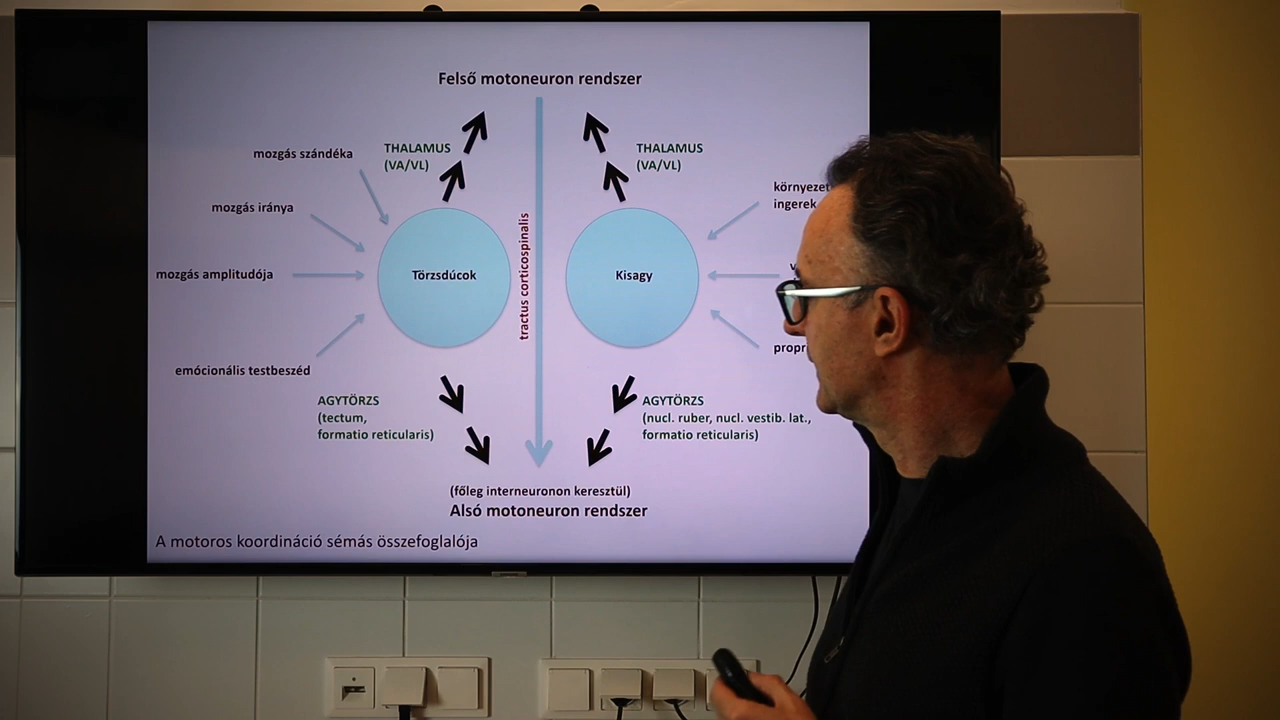 Felső motoneuron rendszer
mozgás szándéka
THALAMUS
(VA/VL)
THALAMUS
(VA/VL)
mozgás iránya
környezet
ingerek
mozgás amplitudója
Törzsdúcok
tractus corticospinalis
Kisagy
emócionális testbeszéd
AGYTÖRZS
(tectum,
formatio reticularis)
AGYTÖRZS
(nucl. ruber, nucl. vestib. lat.,
formatio reticularis)
(főleg interneuronon keresztül)
Alsó motoneuron rendszer
A motoros koordináció sémás összefoglalója